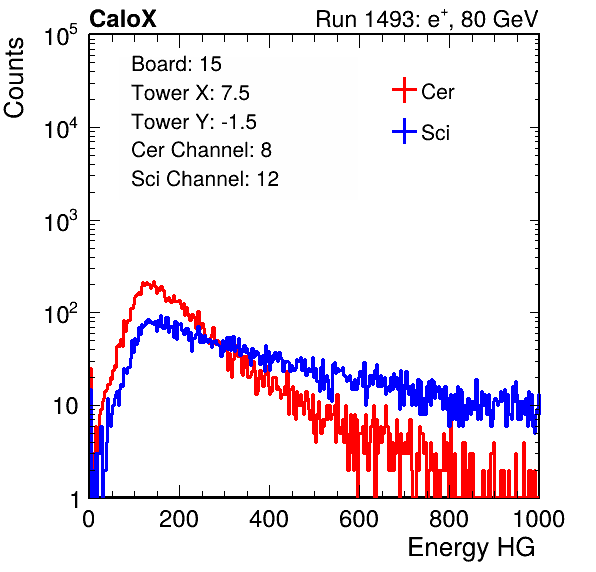 CaloX Run 1493: e⁺, 80 GeV
Counts
10⁵
10⁴
10³
10²
10
1
Board: 15
Tower X: 7.5
Tower Y: -1.5
Cer Channel: 8
Sci Channel: 12
Cer
Sci
0 200 400 600 800 1000
Energy HG